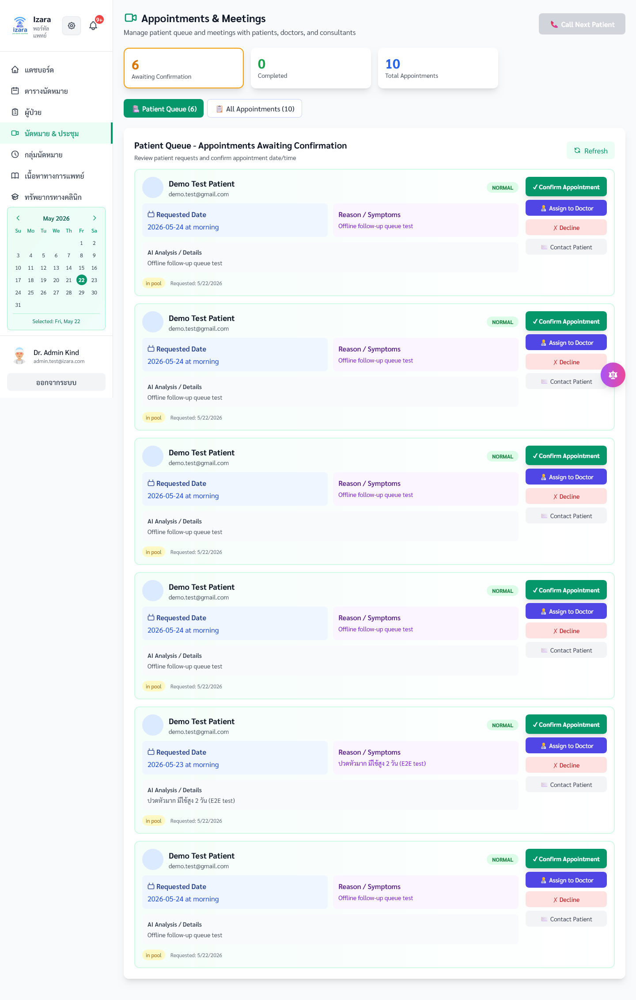 izara
Izara
พอร์ทัล
แพทย์
9+
แดชบอร์ด
ตารางนัดหมาย
ผู้ป่วย
นัดหมาย & ประชุม
กลุ่มนัดหมาย
เนื้อหาทางการแพทย์
ทรัพยากรทางคลินิก
May 2026
Su Mo Tu We Th Fr Sa
1 2
3 4 5 6 7 8 9
10 11 12 13 14 15 16
17 18 19 20 21 22 23
24 25 26 27 28 29 30
31
Selected: Fri, May 22
Dr. Admin Kind
admin.test@izara.com
ออกจากระบบ
Appointments & Meetings
Manage patient queue and meetings with patients, doctors, and consultants
Call Next Patient
6
Awaiting Confirmation
0
Completed
10
Total Appointments
Patient Queue (6)
All Appointments (10)
Patient Queue - Appointments Awaiting Confirmation
Review patient requests and confirm appointment date/time
Refresh
Demo Test Patient
demo.test@gmail.com
NORMAL
Requested Date
2026-05-24 at morning
Reason / Symptoms
Offline follow-up queue test
AI Analysis / Details
Offline follow-up queue test
in pool
Requested: 5/22/2026
✓ Confirm Appointment
Assign to Doctor
✗ Decline
Contact Patient
Demo Test Patient
demo.test@gmail.com
NORMAL
Requested Date
2026-05-24 at morning
Reason / Symptoms
Offline follow-up queue test
AI Analysis / Details
Offline follow-up queue test
in pool
Requested: 5/22/2026
✓ Confirm Appointment
Assign to Doctor
✗ Decline
Contact Patient
Demo Test Patient
demo.test@gmail.com
NORMAL
Requested Date
2026-05-24 at morning
Reason / Symptoms
Offline follow-up queue test
AI Analysis / Details
Offline follow-up queue test
in pool
Requested: 5/22/2026
✓ Confirm Appointment
Assign to Doctor
✗ Decline
Contact Patient
Demo Test Patient
demo.test@gmail.com
NORMAL
Requested Date
2026-05-24 at morning
Reason / Symptoms
Offline follow-up queue test
AI Analysis / Details
Offline follow-up queue test
in pool
Requested: 5/22/2026
✓ Confirm Appointment
Assign to Doctor
✗ Decline
Contact Patient
Demo Test Patient
demo.test@gmail.com
NORMAL
Requested Date
2026-05-23 at morning
Reason / Symptoms
ปวดหัวมาก มีไข้สูง 2 วัน (E2E test)
AI Analysis / Details
ปวดหัวมาก มีไข้สูง 2 วัน (E2E test)
in pool
Requested: 5/22/2026
✓ Confirm Appointment
Assign to Doctor
✗ Decline
Contact Patient
Demo Test Patient
demo.test@gmail.com
NORMAL
Requested Date
2026-05-24 at morning
Reason / Symptoms
Offline follow-up queue test
AI Analysis / Details
Offline follow-up queue test
in pool
Requested: 5/22/2026
✓ Confirm Appointment
Assign to Doctor
✗ Decline
Contact Patient